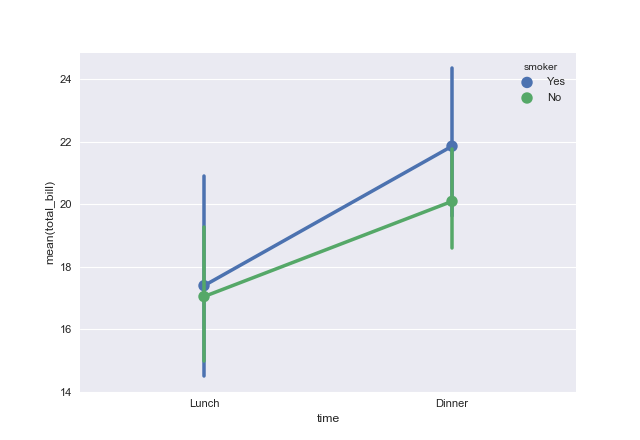 smoker
Yes
No
24
22
20
18
16
14
mean(total_bill)
Lunch
Dinner
time